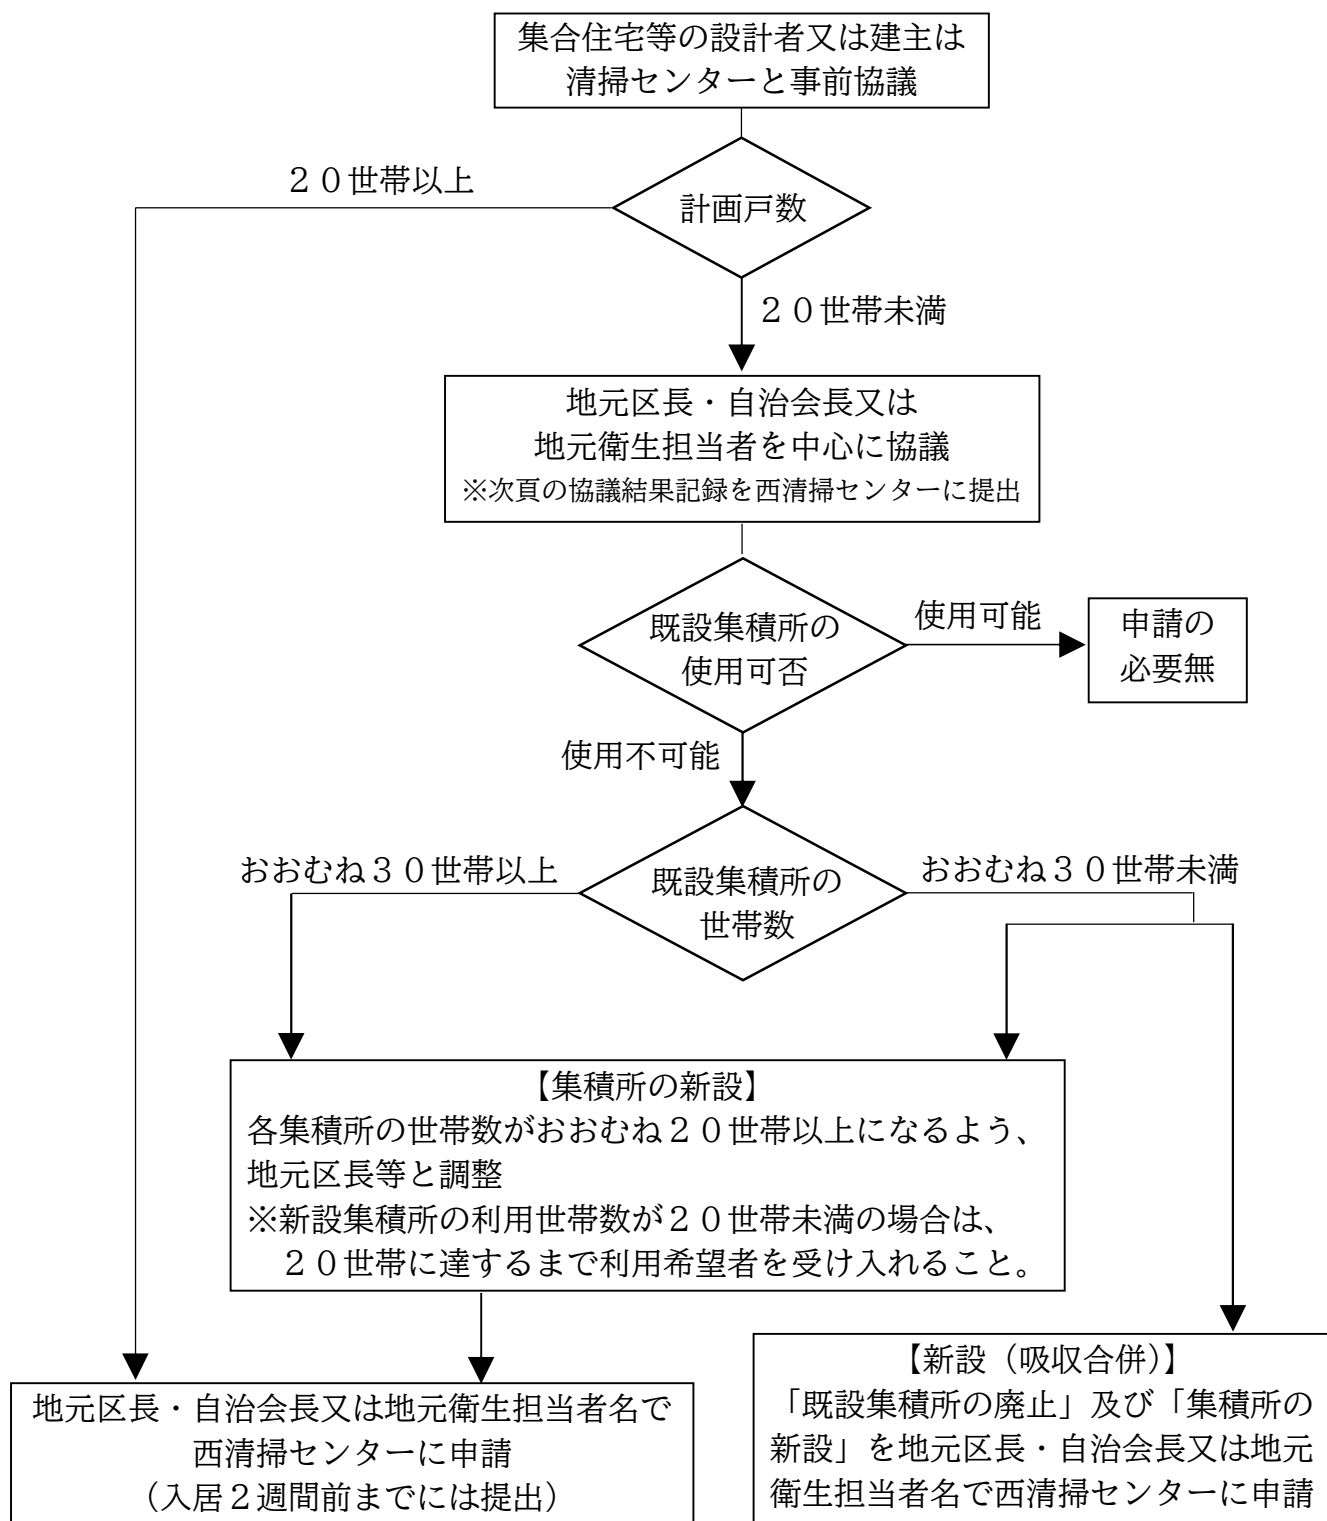 集合住宅等の設計者又は建主は
清掃センターと事前協議
２０世帯以上
計画戸数
２０世帯未満
地元区長・自治会長又は
地元衛生担当者を中心に協議
※次頁の協議結果記録を西清掃センターに提出
既設集積所の
使用可否
使用可能
申請の
必要無
使用不可能
おおむね３０世帯以上
既設集積所の
世帯数
おおむね３０世帯未満
【集積所の新設】
各集積所の世帯数がおおむね２０世帯以上になるよう、
地元区長等と調整
※新設集積所の利用世帯数が２０世帯未満の場合は、
２０世帯に達するまで利用希望者を受け入れること。
地元区長・自治会長又は地元衛生担当者名で
西清掃センターに申請
（入居２週間前までには提出）
【新設（吸収合併）】
「既設集積所の廃止」及び「集積所の
新設」を地元区長・自治会長又は地元
衛生担当者名で西清掃センターに申請